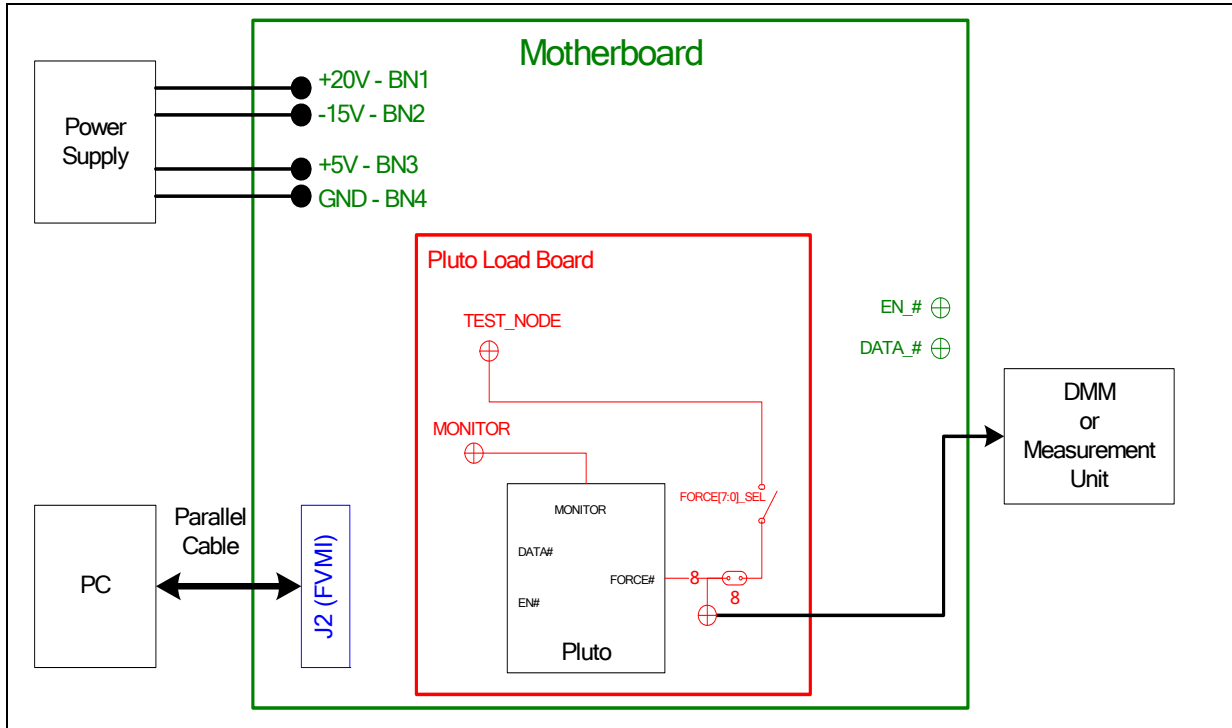 Motherboard
Power
Supply
+20V - BN1
-15V - BN2
+5V - BN3
GND - BN4
Pluto Load Board
TEST_NODE
MONITOR
EN_#
DATA_#
DMM
or
Measurement
Unit
FORCE[7:0]_SEL
MONITOR
DATA#
FORCE#
EN#
Pluto
8
8
PC
Parallel
Cable
J2 (FVMI)